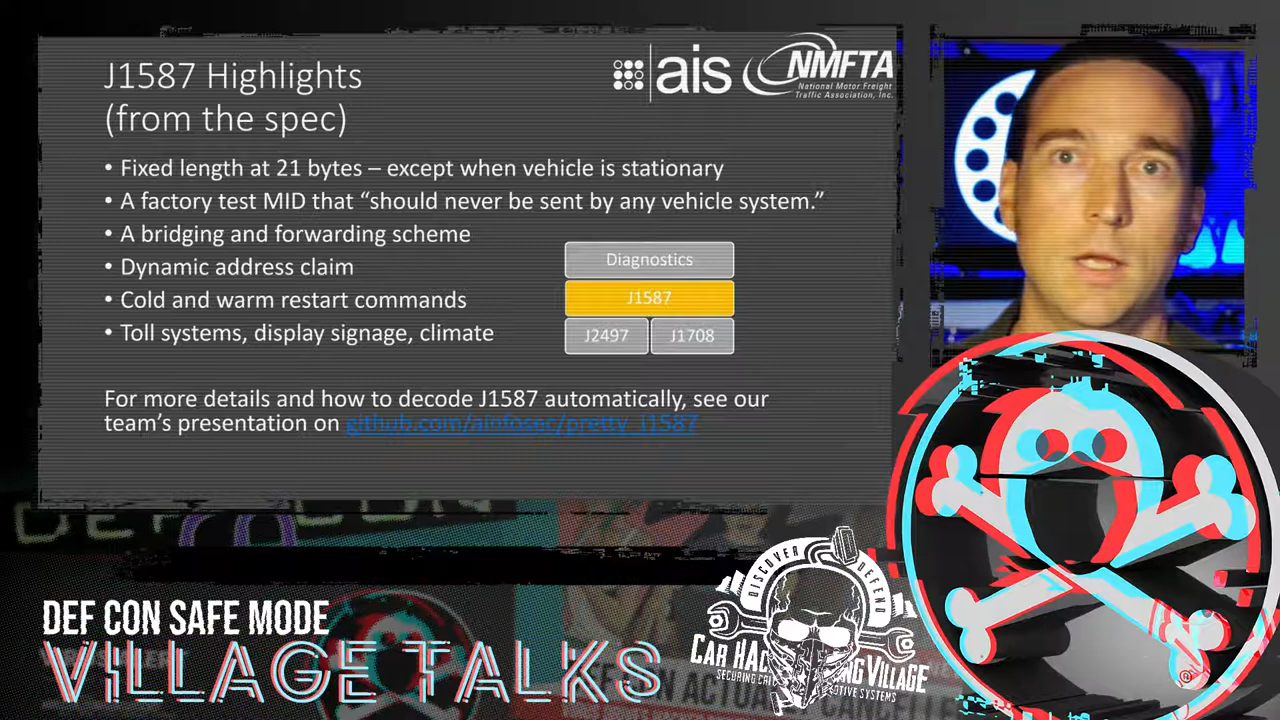 J1587 Highlights
(from the spec)
ais
NMFTA
National Motor Freight
Traffic Association, Inc.
• Fixed length at 21 bytes – except when vehicle is stationary
• A factory test MID that “should never be sent by any vehicle system.”
• A bridging and forwarding scheme
• Dynamic address claim
• Cold and warm restart commands
• Toll systems, display signage, climate
Diagnostics
J1587
J2497
J1708
For more details and how to decode J1587 automatically, see our
team’s presentation on github.com/ainfosec/pretty_J1587
DEF CON
DEF CON SAFE MODE
VILLAGE TALKS
DISCOVER
DEFEND
CAR HACKING VILLAGE
DEF CON
®